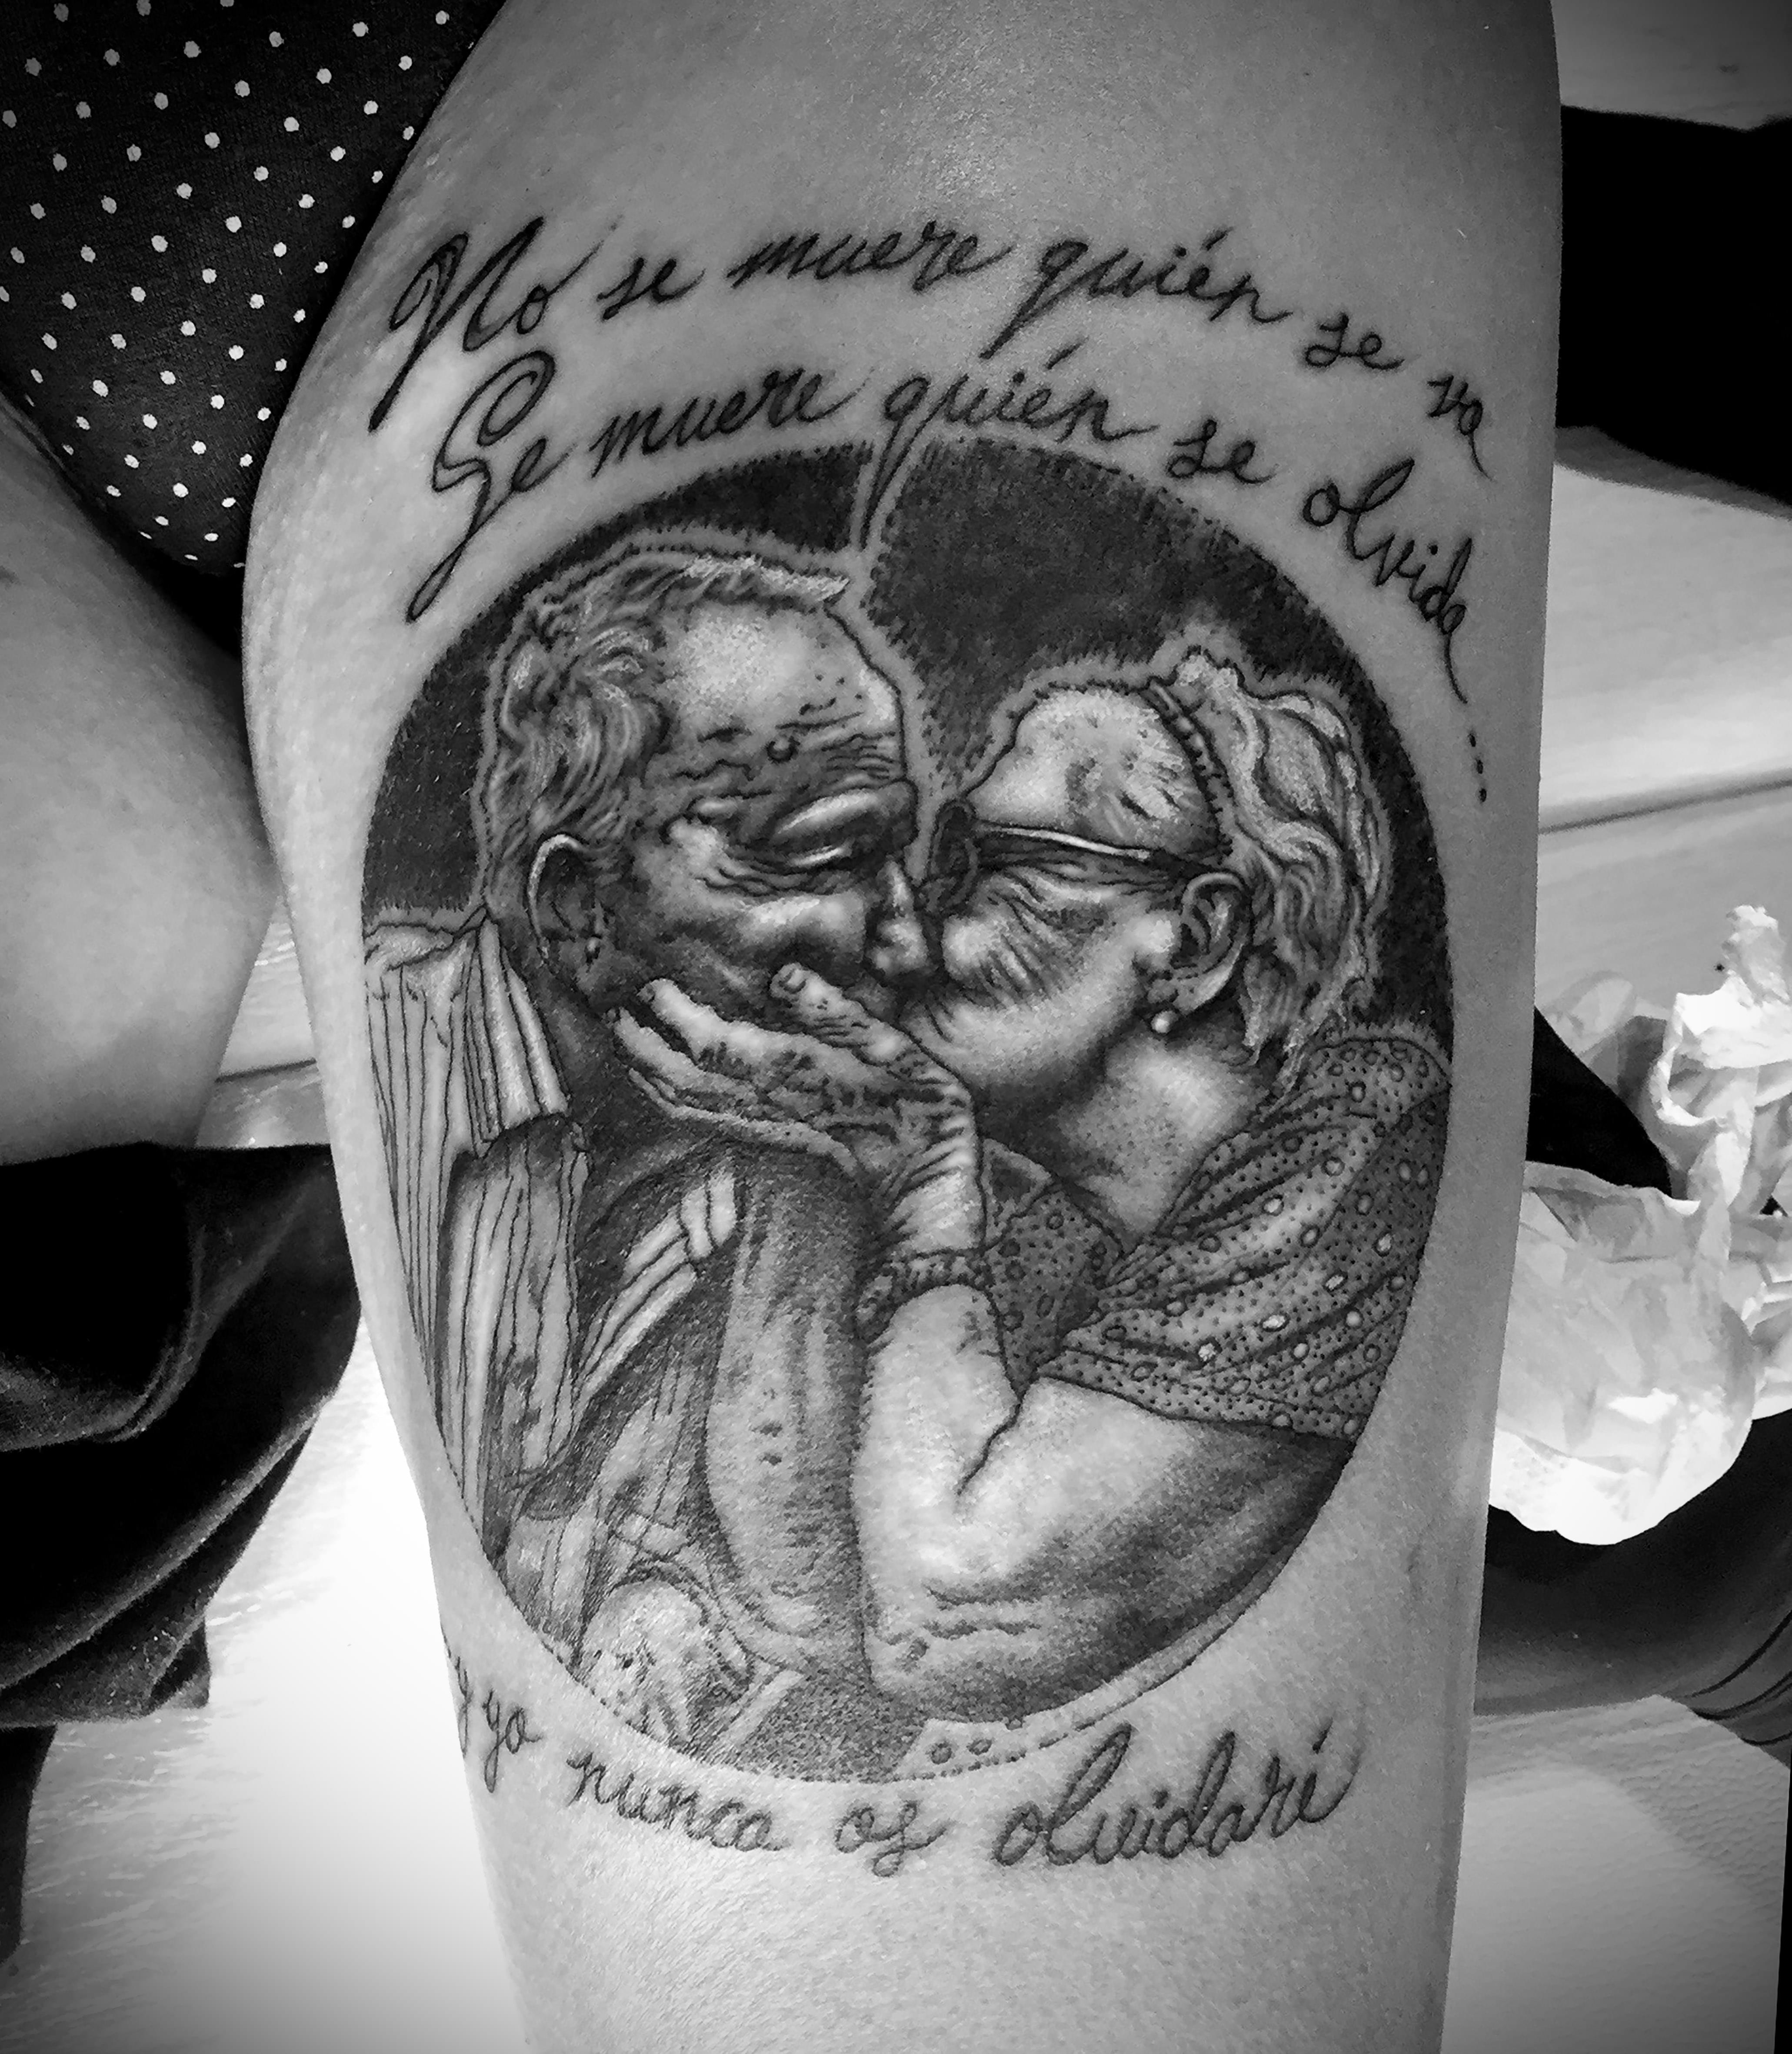 No se muere quién se va
Se muere quién se olvida...
y yo nunca os olvidaré